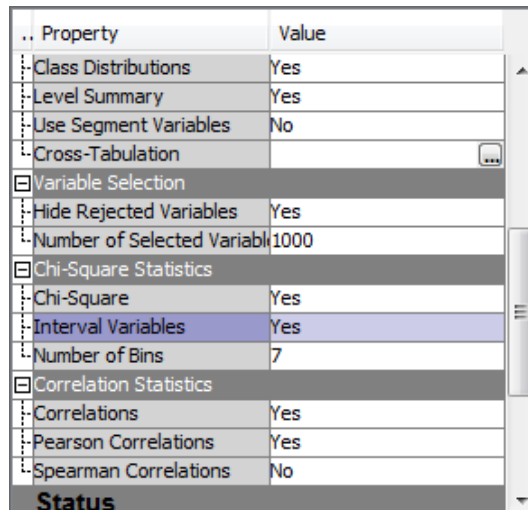 .. Property Value
Class Distributions Yes
Level Summary Yes
Use Segment Variables No
Cross-Tabulation ...
Variable Selection
Hide Rejected Variables Yes
Number of Selected Variabl 1000
Chi-Square Statistics
Chi-Square Yes
Interval Variables Yes
Number of Bins 7
Correlation Statistics
Correlations Yes
Pearson Correlations Yes
Spearman Correlations No
Status